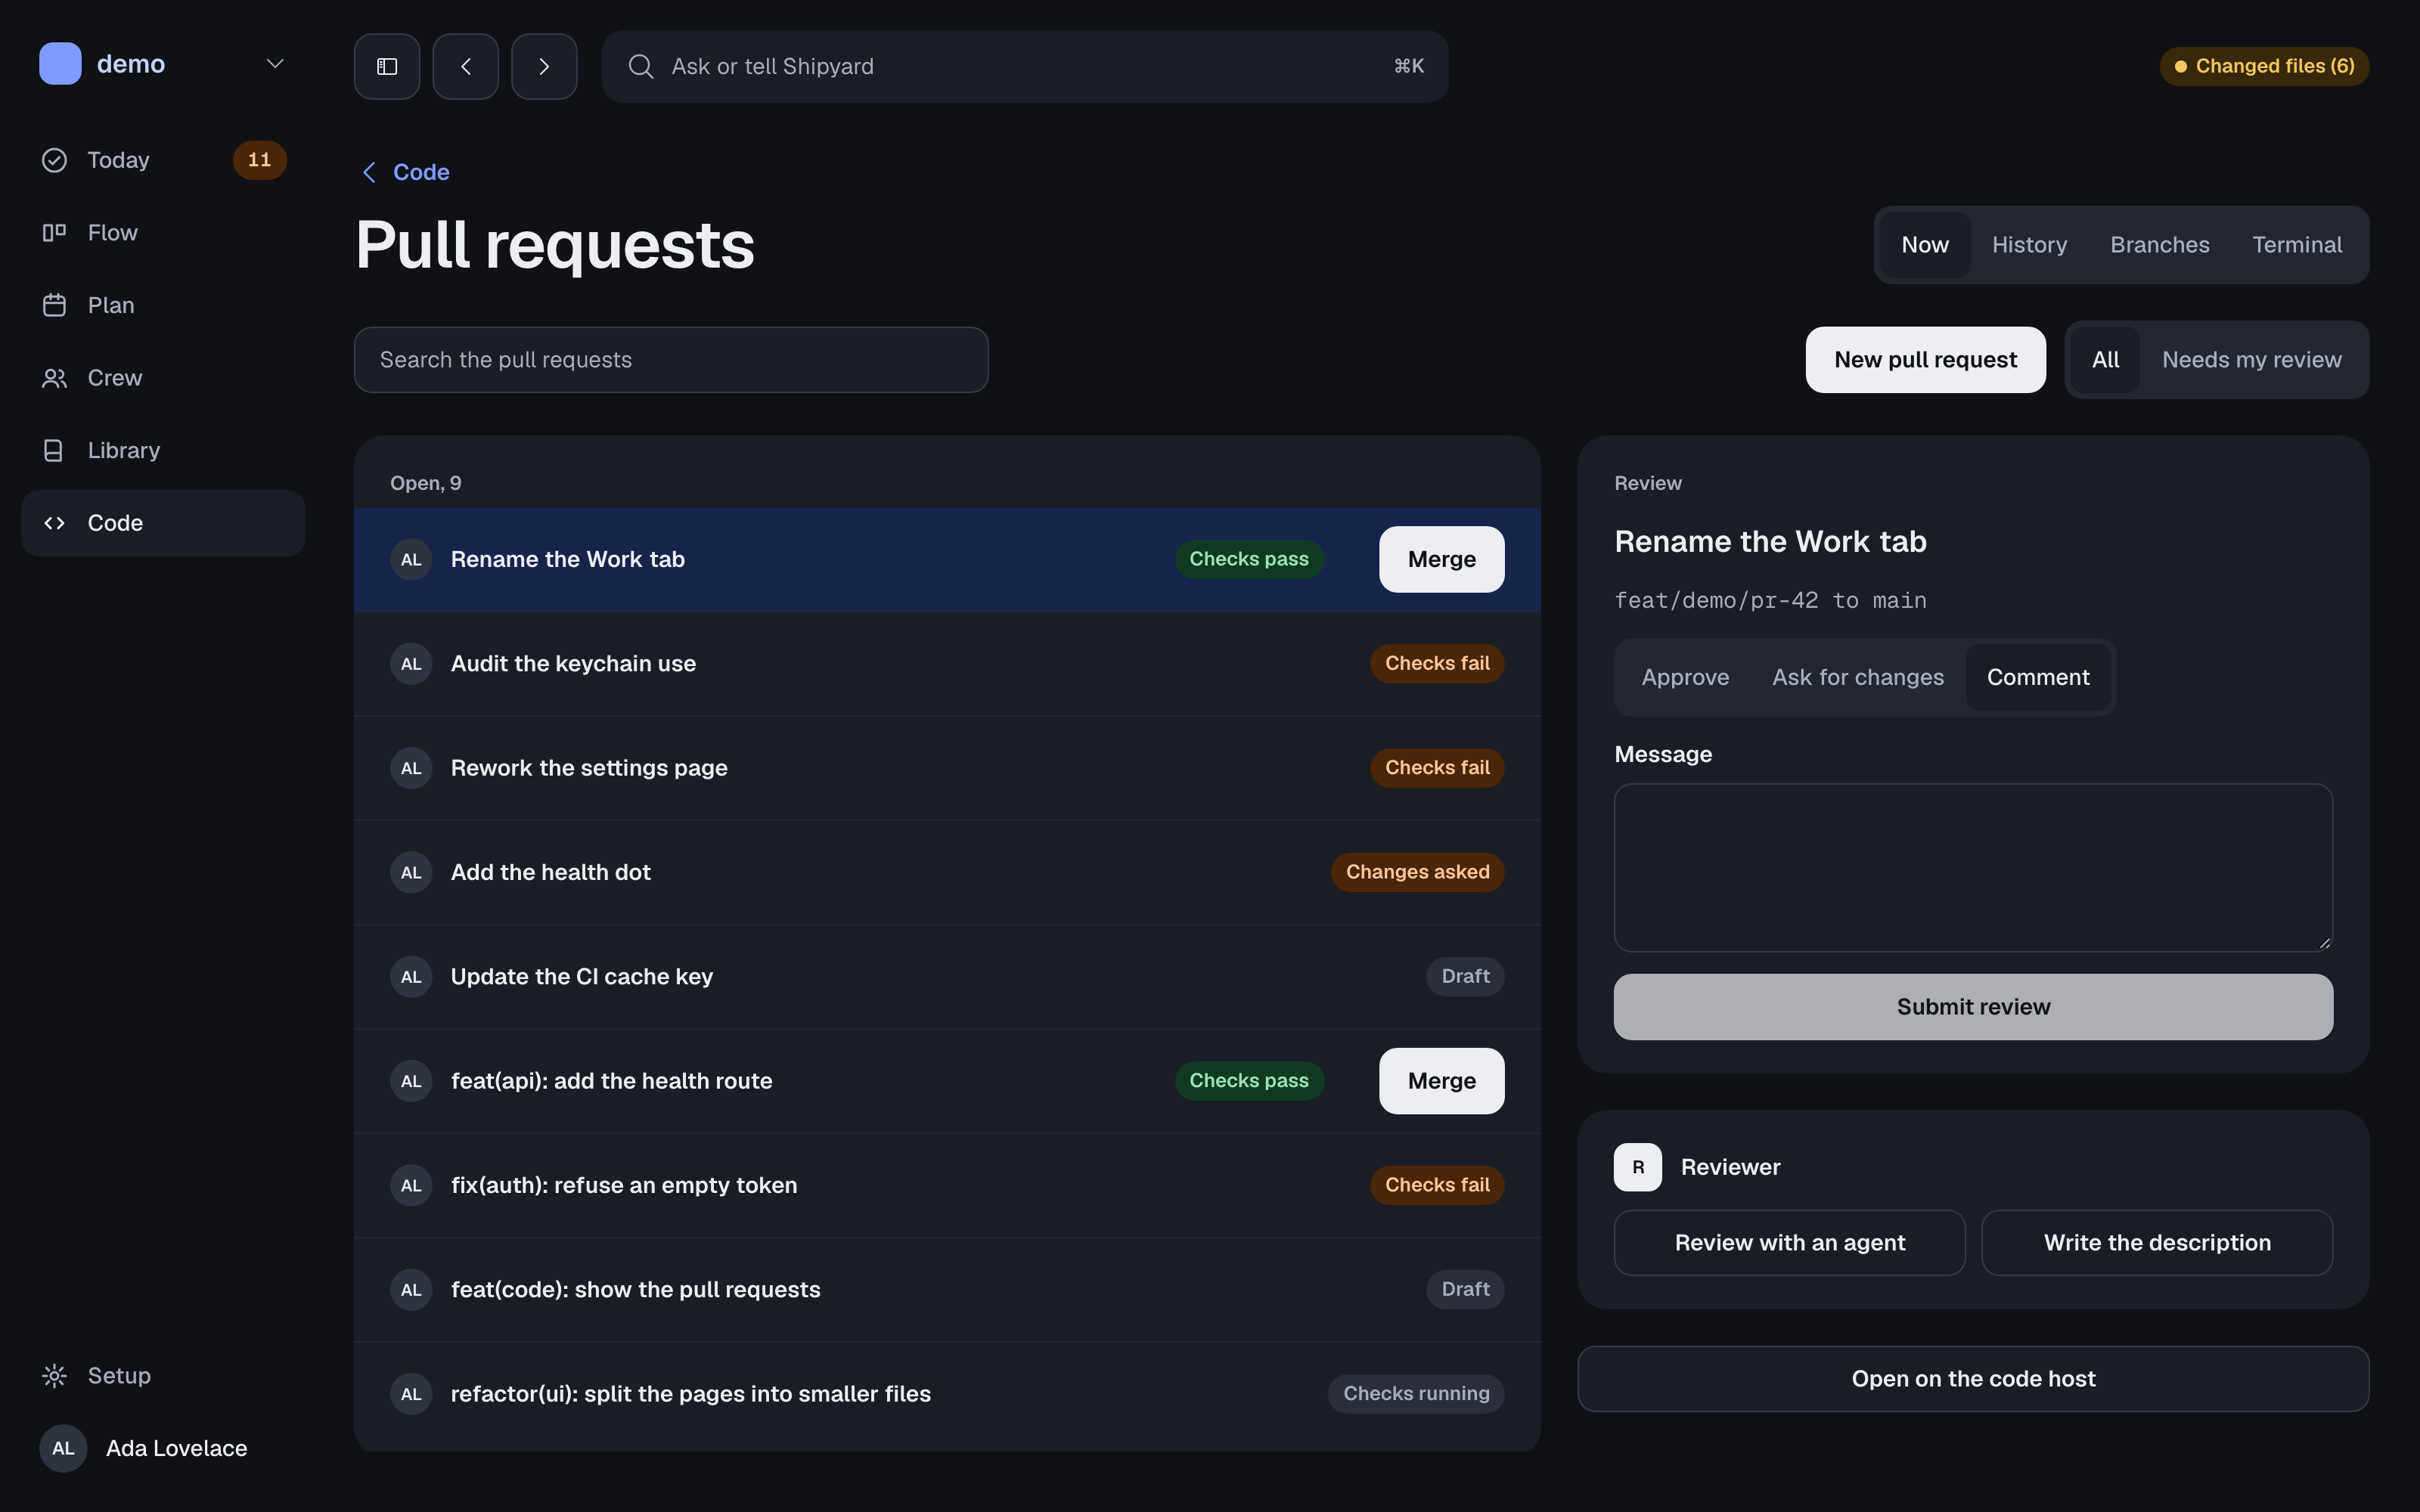 demo
Ask or tell Shipyard ⌘K
Changed files (6)
Today 11
Flow
Plan
Crew
Library
Code
Setup
AL Ada Lovelace
Code
Pull requests
Now History Branches Terminal
Search the pull requests
New pull request
All Needs my review
Open, 9
AL Rename the Work tab Checks pass Merge
AL Audit the keychain use Checks fail
AL Rework the settings page Checks fail
AL Add the health dot Changes asked
AL Update the CI cache key Draft
AL feat(api): add the health route Checks pass Merge
AL fix(auth): refuse an empty token Checks fail
AL feat(code): show the pull requests Draft
AL refactor(ui): split the pages into smaller files Checks running
Review
Rename the Work tab
feat/demo/pr-42 to main
Approve Ask for changes Comment
Message
Submit review
R Reviewer
Review with an agent Write the description
Open on the code host